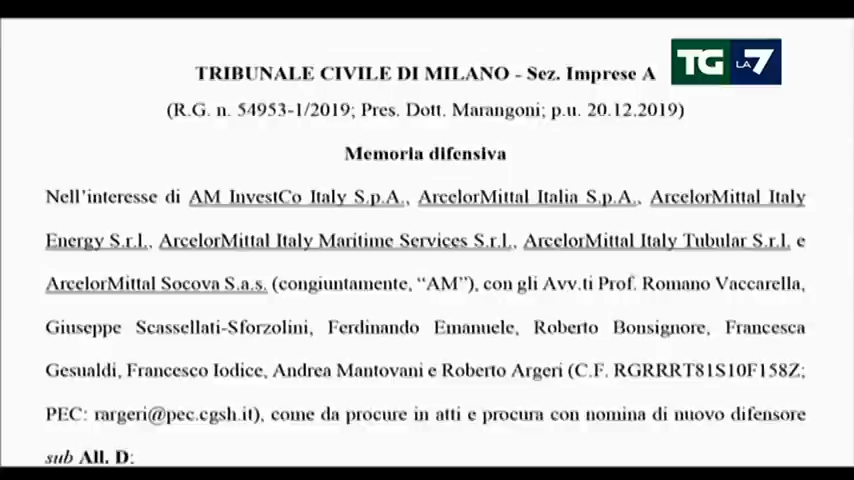 TG LA 7
TRIBUNALE CIVILE DI MILANO - Sez. Imprese A
(R.G. n. 54953-1/2019; Pres. Dott. Marangoni; p.u. 20.12.2019)
Memoria difensiva
Nell'interesse di AM InvestCo Italy S.p.A., ArcelorMittal Italia S.p.A., ArcelorMittal Italy
Energy S.r.l., ArcelorMittal Italy Maritime Services S.r.l., ArcelorMittal Italy Tubular S.r.l. e
ArcelorMittal Socova S.a.s. (congiuntamente, “AM”), con gli Avv.ti Prof. Romano Vaccarella,
Giuseppe Scassellati-Sforzolini, Ferdinando Emanuele, Roberto Bonsignore, Francesca
Gesualdi, Francesco Iodice, Andrea Mantovani e Roberto Argeri (C.F. RGRRRT81S10F158Z;
PEC: rargeri@pec.cgsh.it), come da procure in atti e procura con nomina di nuovo difensore
sub All. D: